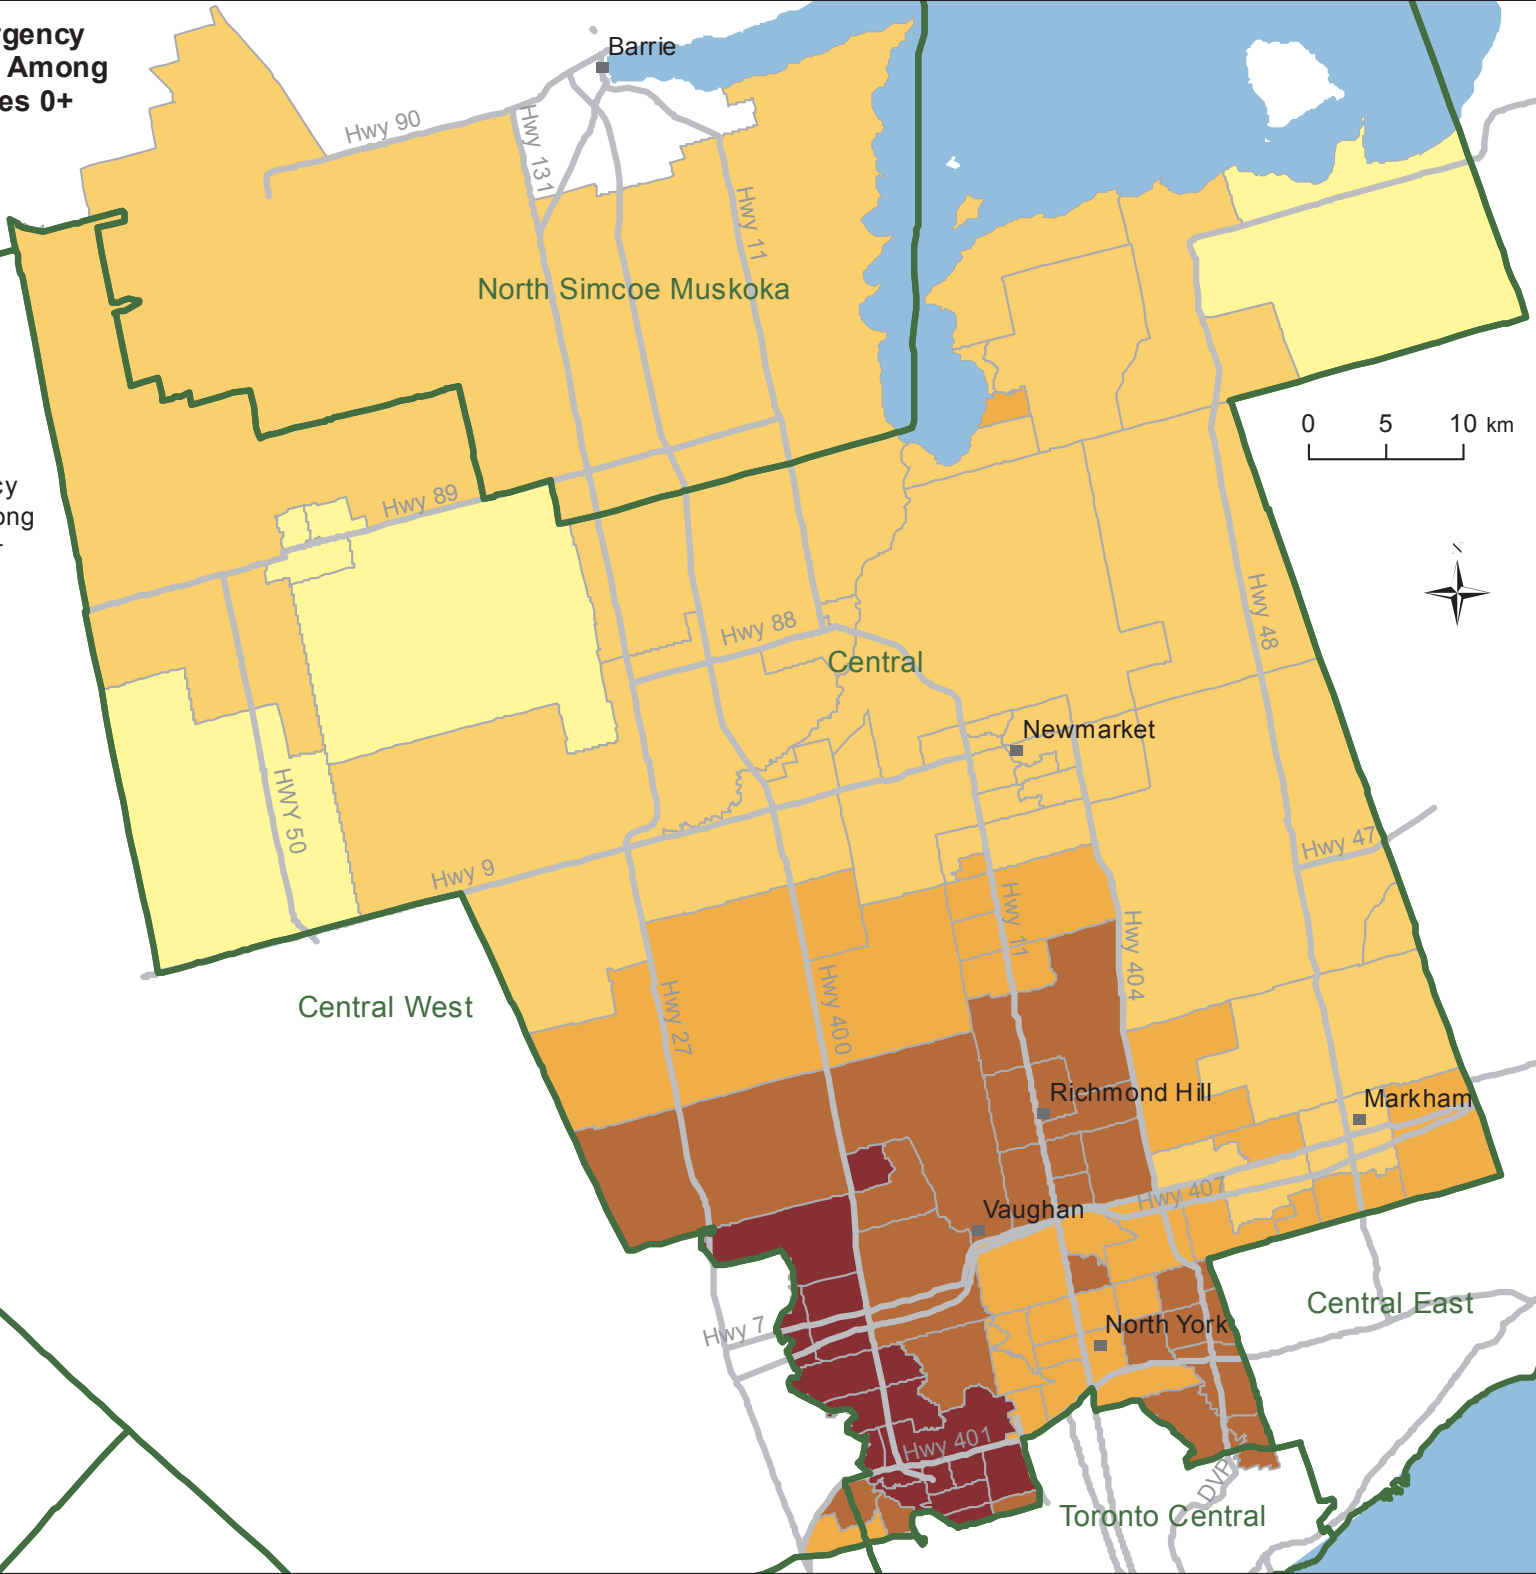 rgency
Among
es 0+
Barrie
Hwy 90
Hwy 131
Hwy 11
North Simcoe Muskoka
0 5 10 km
cy
ong
Hwy 89
N
Hwy 48
Hwy 88
Central
Newmarket
HWY 50
Hwy 47
Hwy 9
Hwy 11
Hwy 404
Hwy 400
Hwy 27
Central West
Richmond Hill
Markham
Hwy 407
Vaughan
Central East
Hwy 7
North York
Hwy 401
DVP
Toronto Central